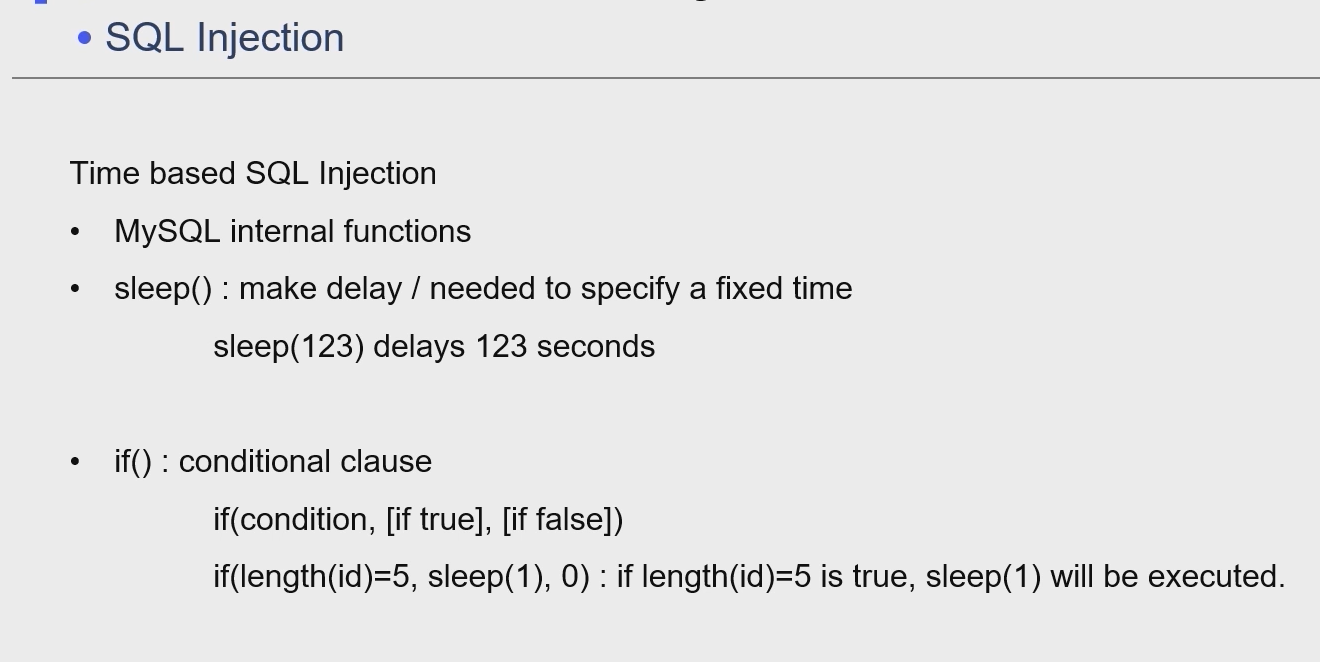 • SQL Injection
Time based SQL Injection
• MySQL internal functions
• sleep() : make delay / needed to specify a fixed time
sleep(123) delays 123 seconds
• if() : conditional clause
if(condition, [if true], [if false])
if(length(id)=5, sleep(1), 0) : if length(id)=5 is true, sleep(1) will be executed.